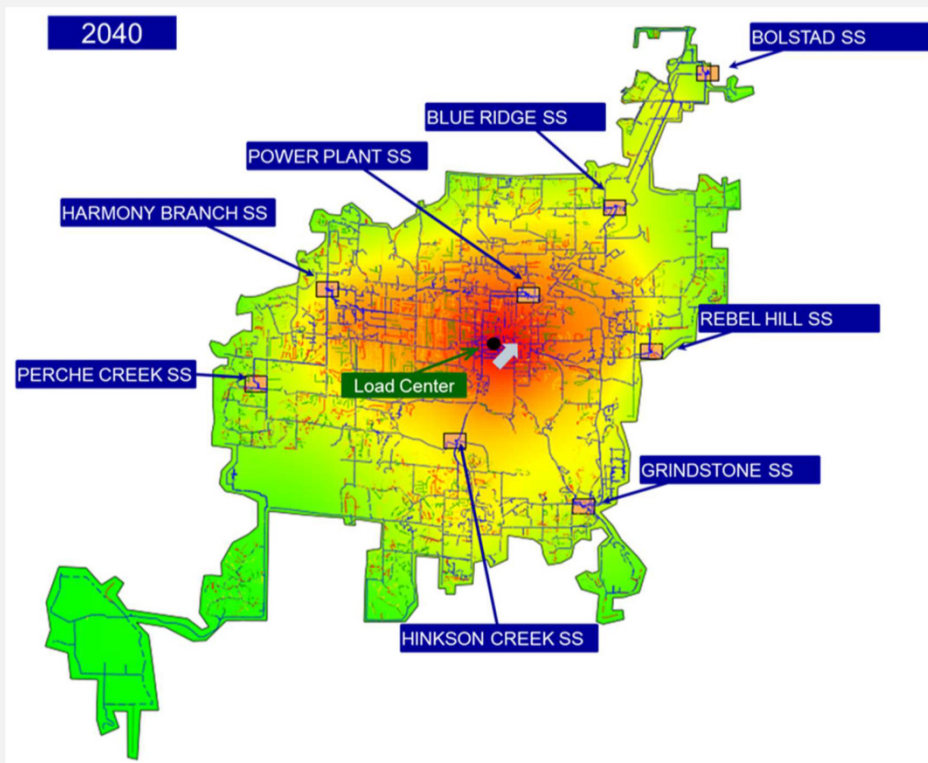 2040
BOLSTAD SS
BLUE RIDGE SS
POWER PLANT SS
HARMONY BRANCH SS
REBEL HILL SS
PERCHE CREEK SS
Load Center
GRINDSTONE SS
HINKSON CREEK SS